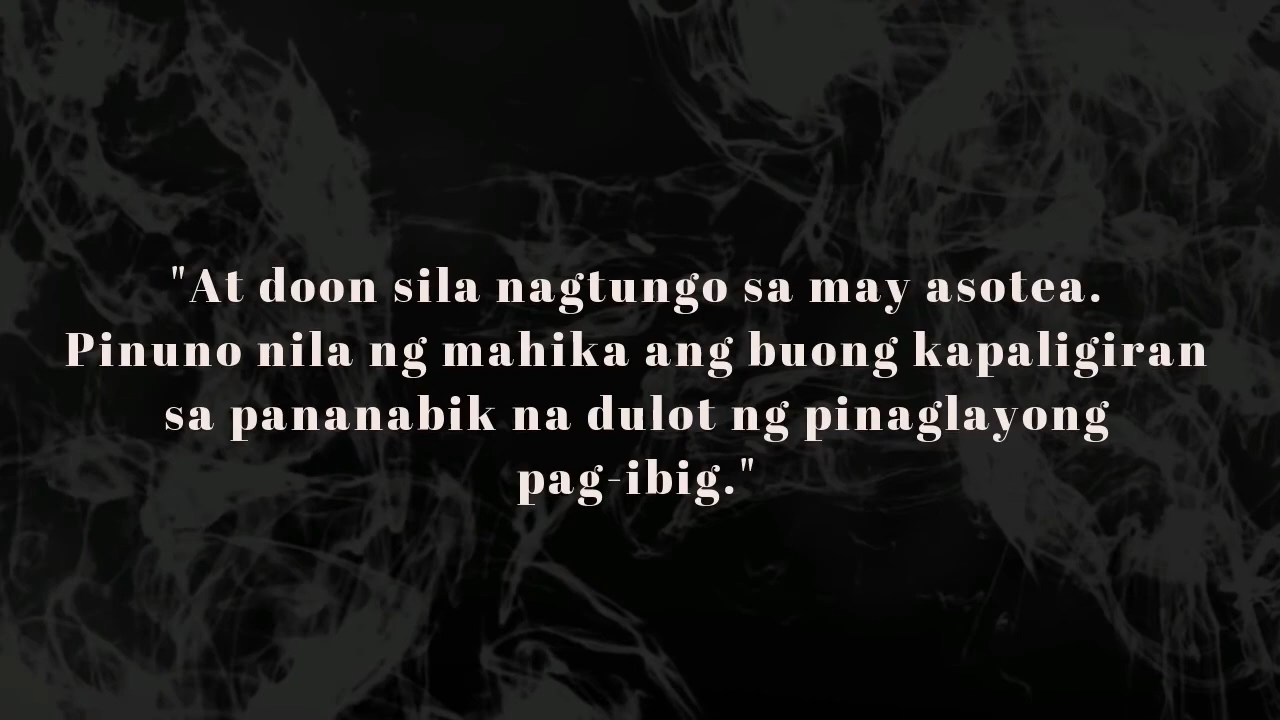 "At doon sila nagtungo sa may asotea.
Pinuno nila ng mahika ang buong kapaligiran
sa pananabik na dulot ng pinaglayong
pag-ibig."